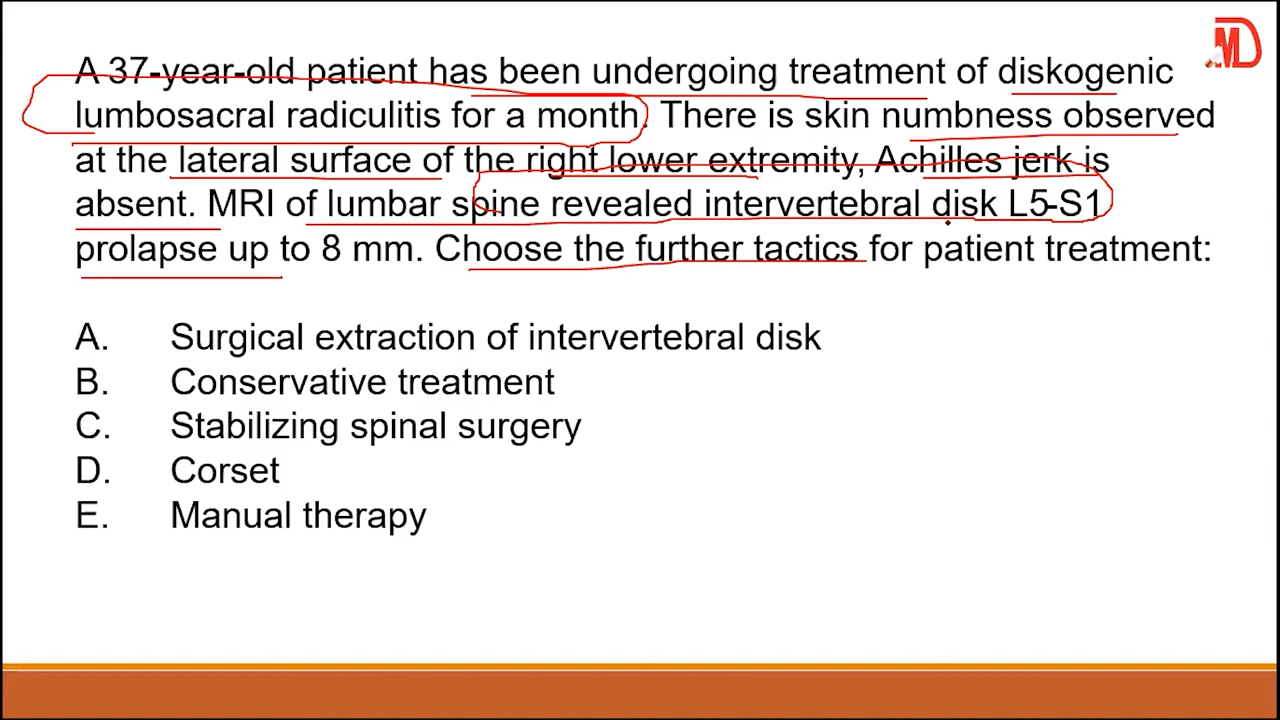 MD
A 37-year-old patient has been undergoing treatment of diskogenic
lumbosacral radiculitis for a month. There is skin numbness observed
at the lateral surface of the right lower extremity, Achilles jerk is
absent. MRI of lumbar spine revealed intervertebral disk L5-S1
prolapse up to 8 mm. Choose the further tactics for patient treatment:
A. Surgical extraction of intervertebral disk
B. Conservative treatment
C. Stabilizing spinal surgery
D. Corset
E. Manual therapy